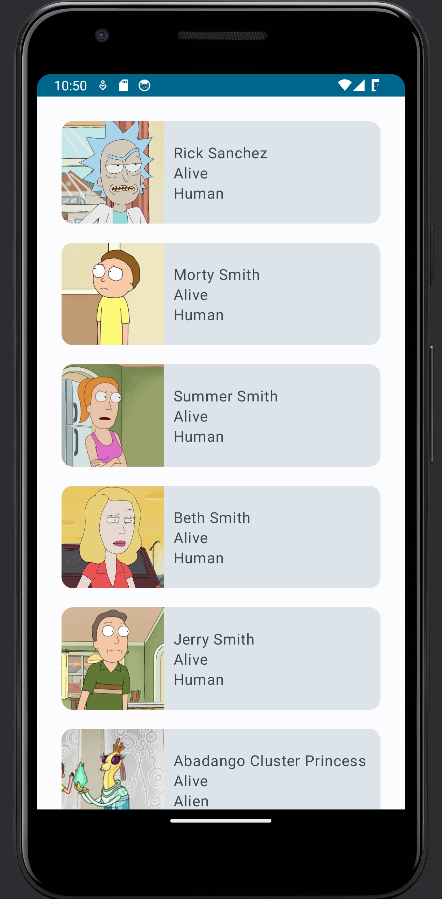 10:50
Rick Sanchez
Alive
Human
Morty Smith
Alive
Human
Summer Smith
Alive
Human
Beth Smith
Alive
Human
Jerry Smith
Alive
Human
Abadango Cluster Princess
Alive
Alien